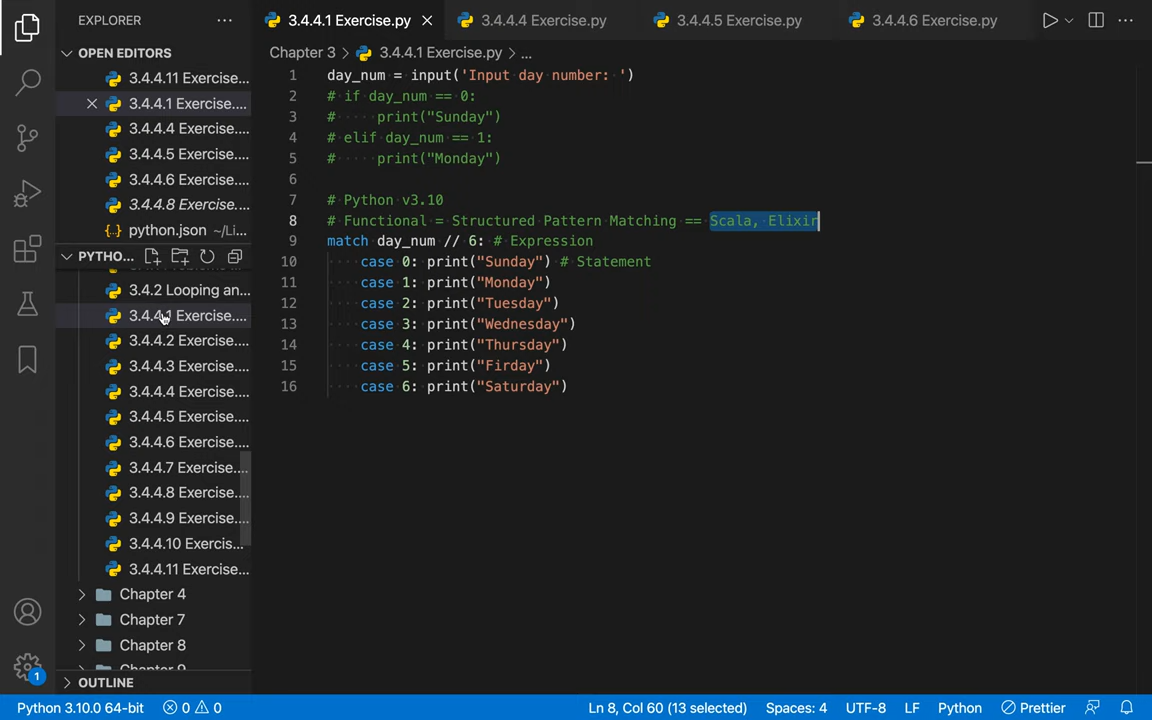 EXPLORER
OPEN EDITORS
3.4.4.11 Exercise....
3.4.4.1 Exercise....
3.4.4.4 Exercise....
3.4.4.5 Exercise....
3.4.4.6 Exercise....
3.4.4.8 Exercise....
{..} python.json ~/Li...
PYTHO...
3.4.2 Looping an...
3.4.4.1 Exercise....
3.4.4.2 Exercise....
3.4.4.3 Exercise....
3.4.4.4 Exercise....
3.4.4.5 Exercise....
3.4.4.6 Exercise....
3.4.4.7 Exercise....
3.4.4.8 Exercise....
3.4.4.9 Exercise....
3.4.4.10 Exercis...
3.4.4.11 Exercise....
Chapter 4
Chapter 7
Chapter 8
Chapter 9
OUTLINE
1
3.4.4.1 Exercise.py
3.4.4.4 Exercise.py
3.4.4.5 Exercise.py
3.4.4.6 Exercise.py
Chapter 3 > 3.4.4.1 Exercise.py > ...
1 day_num = input('Input day number: ')
2 # if day_num == 0:
3 #     print("Sunday")
4 # elif day_num == 1:
5 #     print("Monday")
6
7 # Python v3.10
8 # Functional = Structured Pattern Matching == Scala, Elixir
9 match day_num // 6: # Expression
10     case 0: print("Sunday") # Statement
11     case 1: print("Monday")
12     case 2: print("Tuesday")
13     case 3: print("Wednesday")
14     case 4: print("Thursday")
15     case 5: print("Firday")
16     case 6: print("Saturday")
Python 3.10.0 64-bit 0 0 Ln 8, Col 60 (13 selected) Spaces: 4 UTF-8 LF Python Prettier